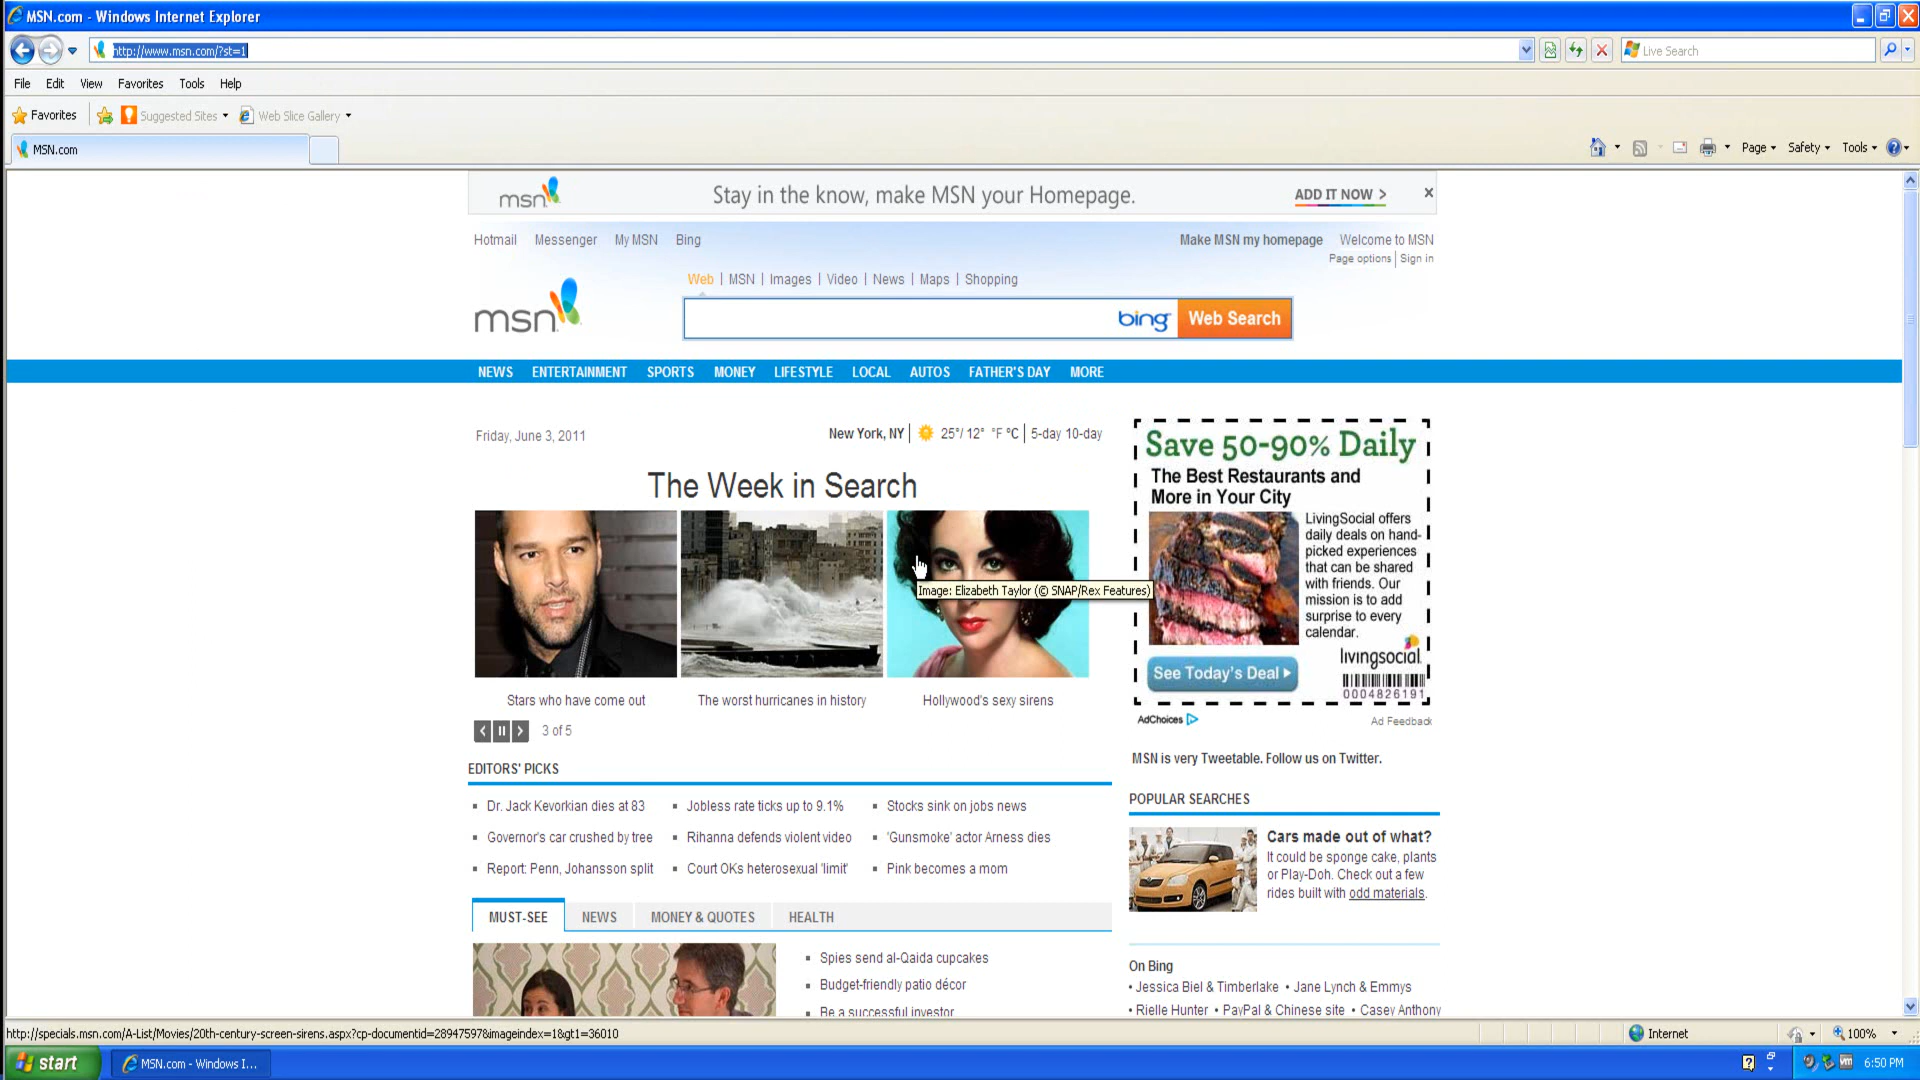 MSN.com - Windows Internet Explorer
http://www.msn.com/?st=1
Live Search
File Edit View Favorites Tools Help
Favorites Suggested Sites Web Slice Gallery
MSN.com
Page Safety Tools
msn Stay in the know, make MSN your Homepage. ADD IT NOW >
Hotmail Messenger My MSN Bing
Make MSN my homepage Welcome to MSN
Page options | Sign in
Web | MSN | Images | Video | News | Maps | Shopping
msn
bing Web Search
NEWS ENTERTAINMENT SPORTS MONEY LIFESTYLE LOCAL AUTOS FATHER'S DAY MORE
Friday, June 3, 2011
New York, NY | 25°/ 12° °F °C | 5-day 10-day
The Week in Search
Image: Elizabeth Taylor (© SNAP/Rex Features)
Stars who have come out
The worst hurricanes in history
Hollywood's sexy sirens
3 of 5
Save 50-90% Daily
The Best Restaurants and
More in Your City
LivingSocial offers
daily deals on hand-
picked experiences
that can be shared
with friends. Our
mission is to add
surprise to every
calendar.
livingsocial
See Today's Deal
0004826191
AdChoices
Ad Feedback
MSN is very Tweetable. Follow us on Twitter.
EDITORS' PICKS
Dr. Jack Kevorkian dies at 83
Governor's car crushed by tree
Report: Penn, Johansson split
Jobless rate ticks up to 9.1%
Rihanna defends violent video
Court OKs heterosexual 'limit'
Stocks sink on jobs news
'Gunsmoke' actor Arness dies
Pink becomes a mom
POPULAR SEARCHES
Cars made out of what?
It could be sponge cake, plants
or Play-Doh. Check out a few
rides built with odd materials.
MUST-SEE NEWS MONEY & QUOTES HEALTH
Spies send al-Qaida cupcakes
Budget-friendly patio décor
Be a successful investor
On Bing
• Jessica Biel & Timberlake • Jane Lynch & Emmys
• Rielle Hunter • PayPal & Chinese site • Casey Anthony
http://specials.msn.com/A-List/Movies/20th-century-screen-sirens.aspx?cp-documentid=28947597&imageindex=1&gt1=36010
Internet
100%
start
MSN.com - Windows I...
6:50 PM